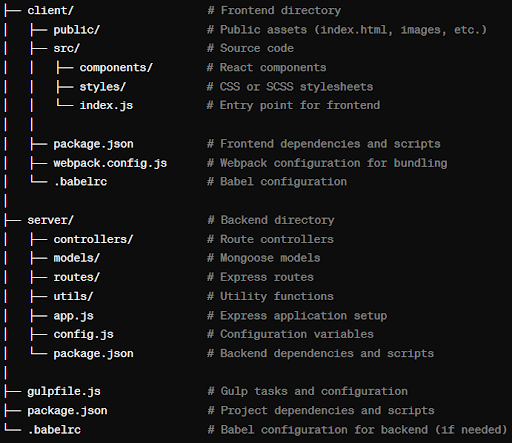 ├── client/                    # Frontend directory
│   ├── public/                # Public assets (index.html, images, etc.)
│   ├── src/                   # Source code
│   │   ├── components/        # React components
│   │   ├── styles/            # CSS or SCSS stylesheets
│   │   └── index.js           # Entry point for frontend
│   │
│   ├── package.json           # Frontend dependencies and scripts
│   ├── webpack.config.js      # Webpack configuration for bundling
│   └── .babelrc               # Babel configuration
│
├── server/                    # Backend directory
│   ├── controllers/           # Route controllers
│   ├── models/                # Mongoose models
│   ├── routes/                # Express routes
│   ├── utils/                 # Utility functions
│   ├── app.js                 # Express application setup
│   ├── config.js              # Configuration variables
│   └── package.json           # Backend dependencies and scripts
│
├── gulpfile.js                # Gulp tasks and configuration
├── package.json               # Project dependencies and scripts
└── .babelrc                   # Babel configuration for backend (if needed)